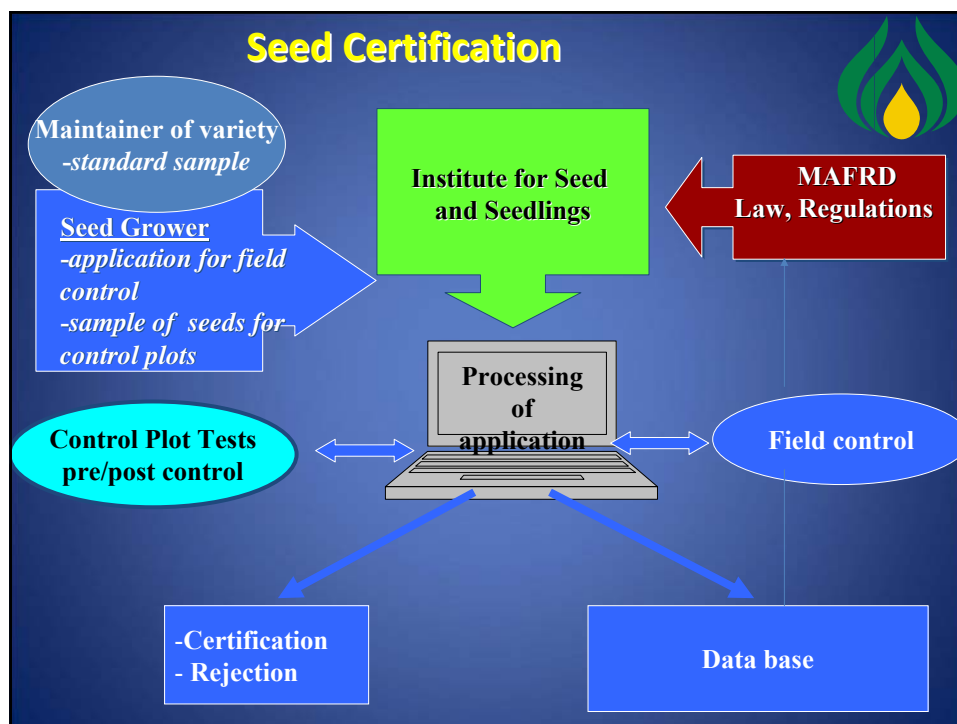 Seed Certification
Maintainer of variety
-standard sample
Seed Grower
-application for field
control
-sample of seeds for
control plots
Institute for Seed
and Seedlings
MAFRD
Law, Regulations
Processing
of
application
Control Plot Tests
pre/post control
Field control
-Certification
- Rejection
Data base